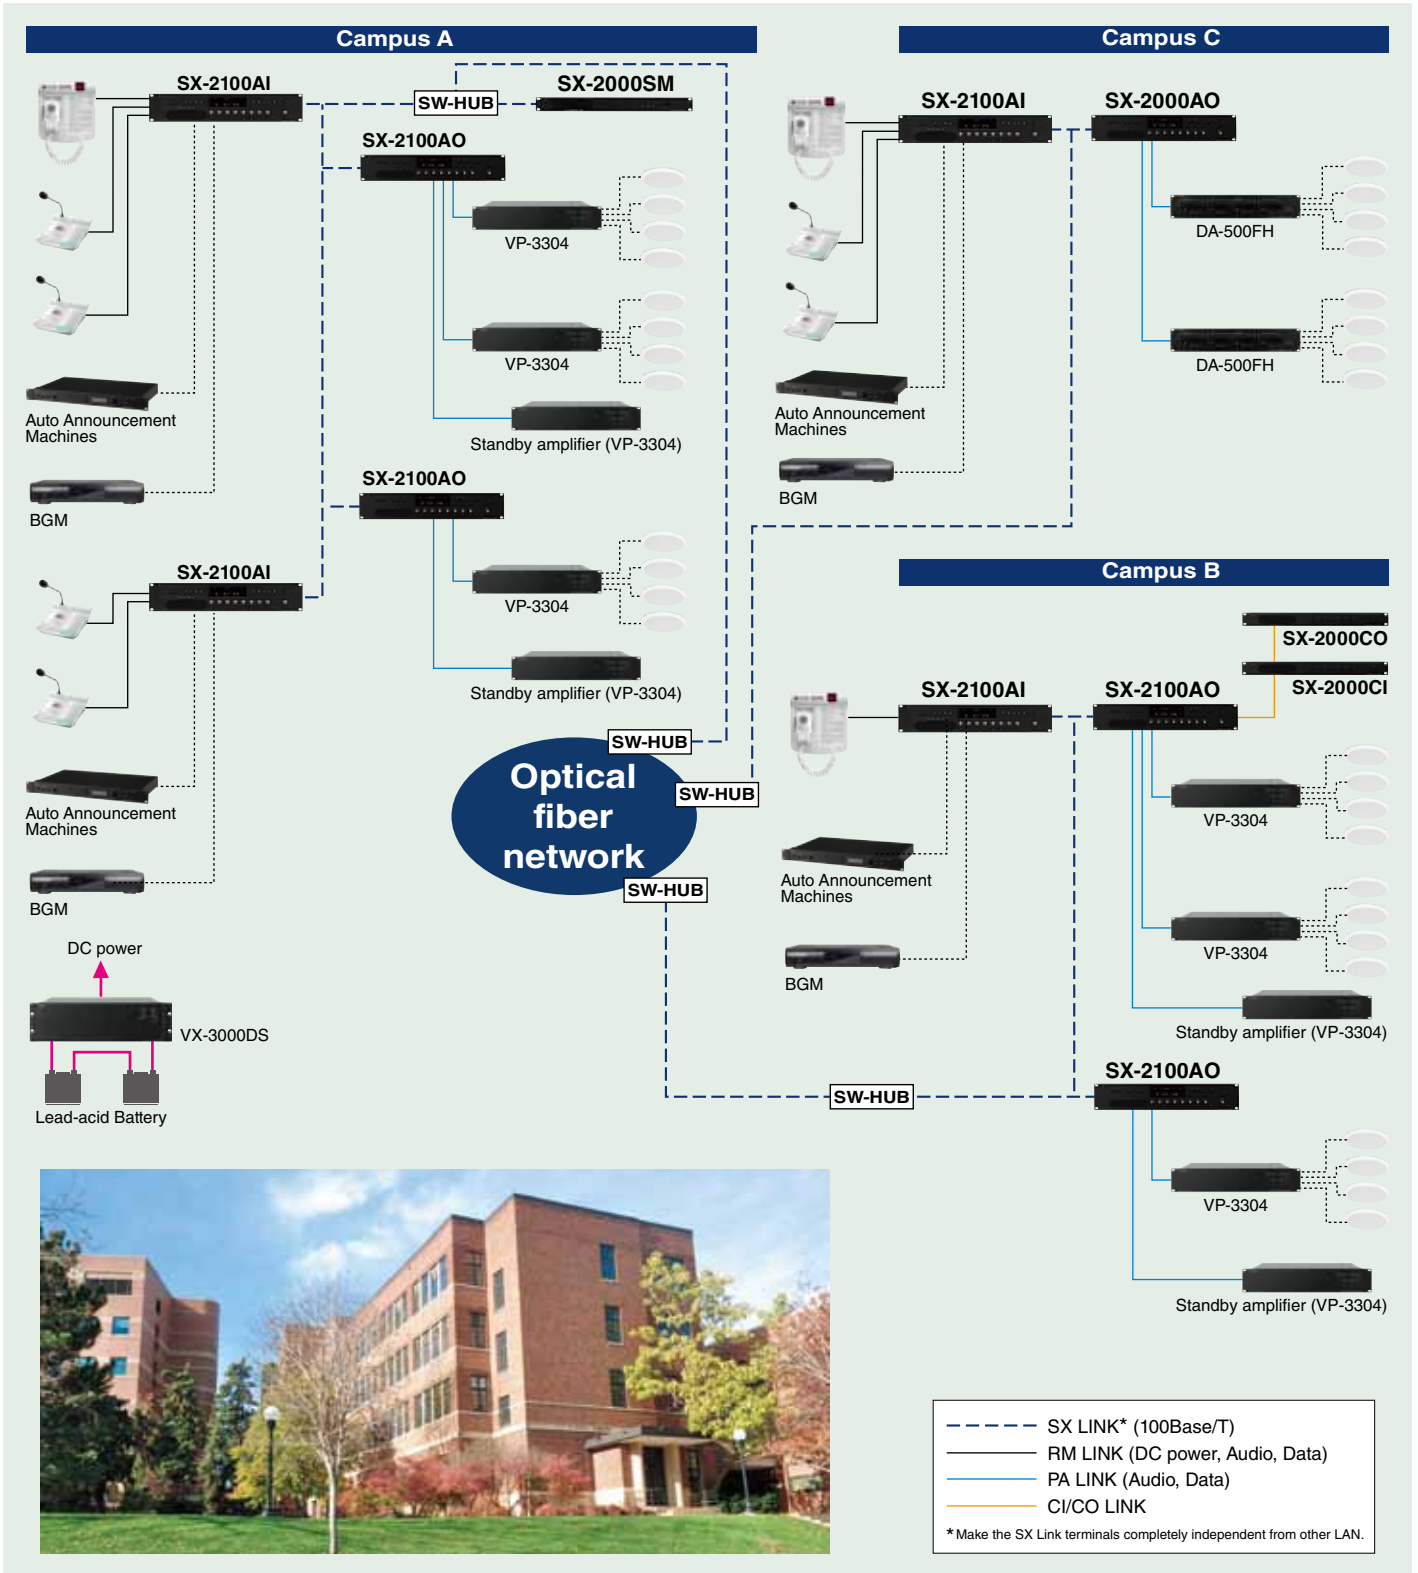 Campus A
SX-2100AI
SW-HUB
SX-2000SM
SX-2100AO
VP-3304
VP-3304
Standby amplifier (VP-3304)
Auto Announcement
Machines
BGM
SX-2100AO
VP-3304
Standby amplifier (VP-3304)
SX-2100AI
Auto Announcement
Machines
BGM
DC power
VX-3000DS
Lead-acid Battery
SW-HUB
Optical
fiber
network
SW-HUB
SW-HUB
Campus C
SX-2100AI
SX-2000AO
DA-500FH
DA-500FH
Auto Announcement
Machines
BGM
Campus B
SX-2000CO
SX-2000CI
SX-2100AI
SX-2100AO
VP-3304
Auto Announcement
Machines
VP-3304
BGM
Standby amplifier (VP-3304)
SX-2100AO
SW-HUB
VP-3304
Standby amplifier (VP-3304)
SX LINK* (100Base/T)
RM LINK (DC power, Audio, Data)
PA LINK (Audio, Data)
CI/CO LINK
*Make the SX Link terminals completely independent from other LAN.